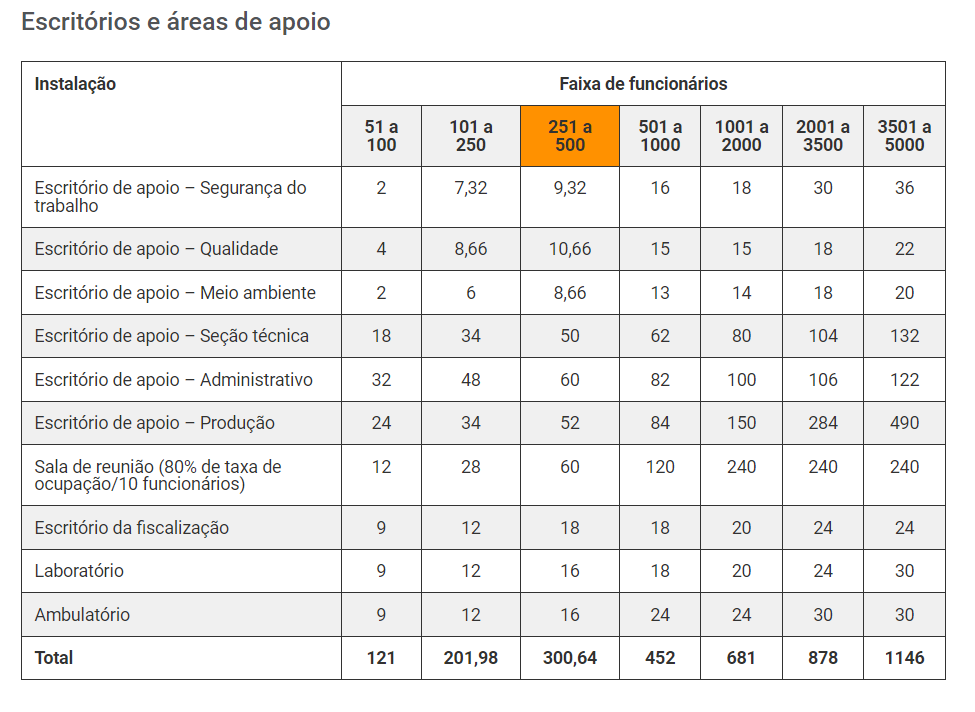 Escritórios e áreas de apoio
Instalação Faixa de funcionários
51 a 100 101 a 250 251 a 500 501 a 1000 1001 a 2000 2001 a 3500 3501 a 5000
Escritório de apoio – Segurança do trabalho 2 7,32 9,32 16 18 30 36
Escritório de apoio – Qualidade 4 8,66 10,66 15 15 18 22
Escritório de apoio – Meio ambiente 2 6 8,66 13 14 18 20
Escritório de apoio – Seção técnica 18 34 50 62 80 104 132
Escritório de apoio – Administrativo 32 48 60 82 100 106 122
Escritório de apoio – Produção 24 34 52 84 150 284 490
Sala de reunião (80% de taxa de ocupação/10 funcionários) 12 28 60 120 240 240 240
Escritório da fiscalização 9 12 18 18 20 24 24
Laboratório 9 12 16 18 20 24 30
Ambulatório 9 12 16 24 24 30 30
Total 121 201,98 300,64 452 681 878 1146